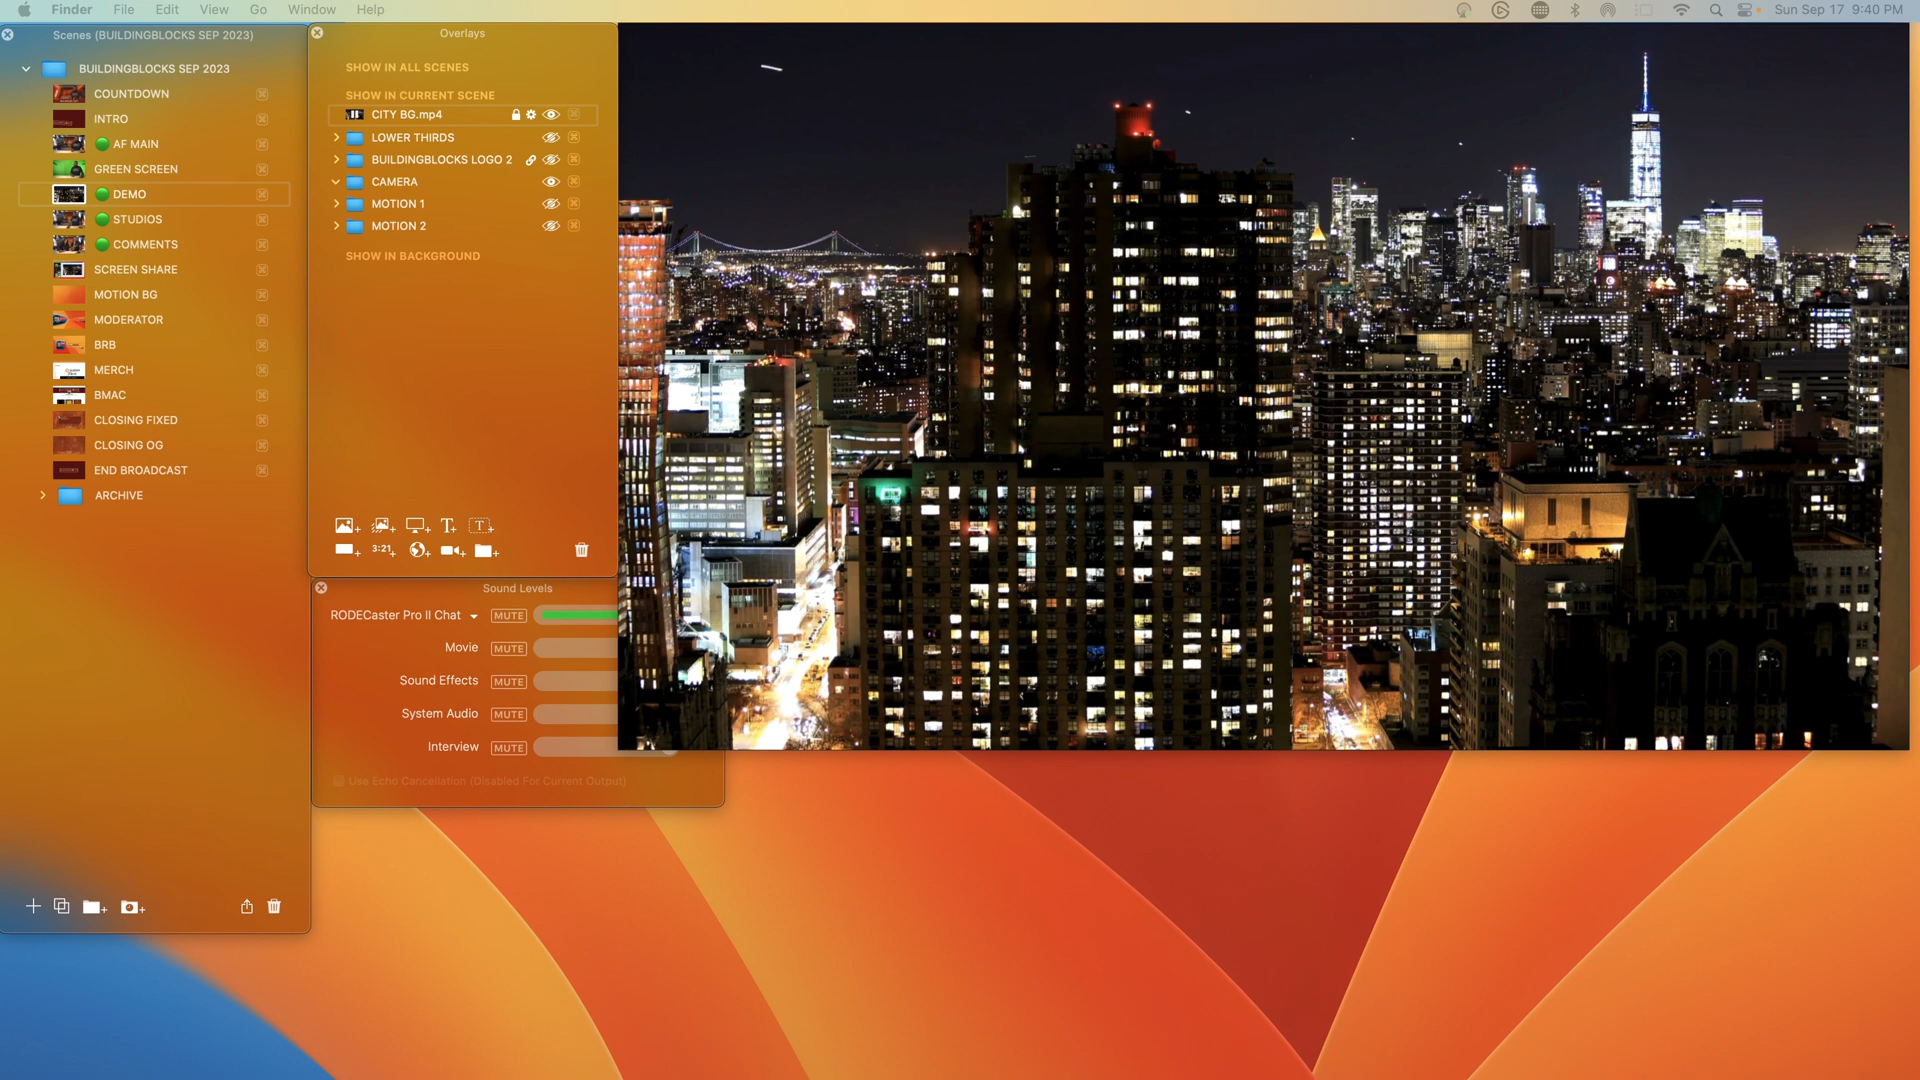 Finder File Edit View Go Window Help
Sun Sep 17 9:40 PM
Scenes (BUILDINGBLOCKS SEP 2023)
BUILDINGBLOCKS SEP 2023
COUNTDOWN
INTRO
AF MAIN
GREEN SCREEN
DEMO
STUDIOS
COMMENTS
SCREEN SHARE
MOTION BG
MODERATOR
BRB
MERCH
BMAC
CLOSING FIXED
CLOSING OG
END BROADCAST
ARCHIVE
Overlays
SHOW IN ALL SCENES
SHOW IN CURRENT SCENE
CITY BG.mp4
LOWER THIRDS
BUILDINGBLOCKS LOGO 2
CAMERA
MOTION 1
MOTION 2
SHOW IN BACKGROUND
T+ T+
3:21+
Sound Levels
RODECaster Pro II Chat MUTE
Movie MUTE
Sound Effects MUTE
System Audio MUTE
Interview MUTE
Use Echo Cancellation (Disabled For Current Output)